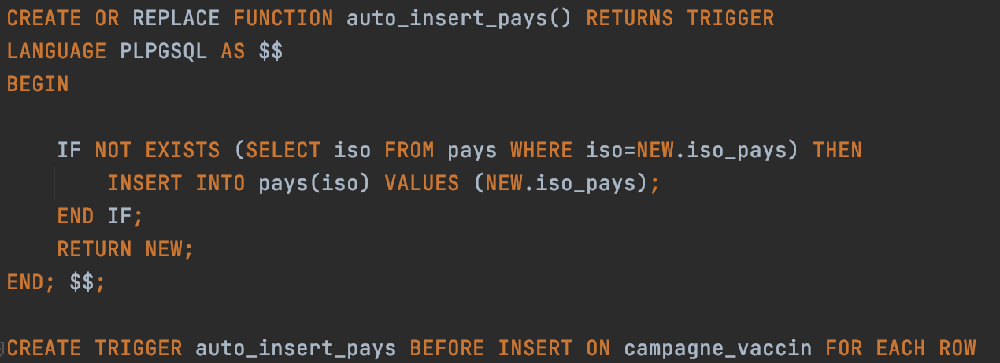 CREATE OR REPLACE FUNCTION auto_insert_pays() RETURNS TRIGGER
LANGUAGE PLPGSQL AS $$
BEGIN
IF NOT EXISTS (SELECT iso FROM pays WHERE iso=NEW.iso_pays) THEN
INSERT INTO pays(iso) VALUES (NEW.iso_pays);
END IF;
RETURN NEW;
END; $$;
CREATE TRIGGER auto_insert_pays BEFORE INSERT ON campagne_vaccin FOR EACH ROW